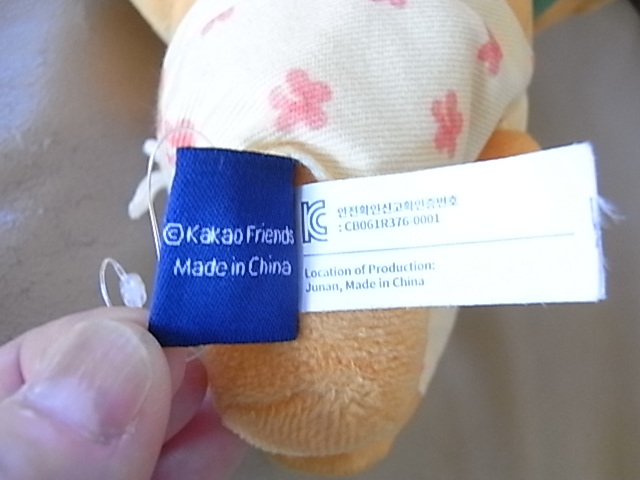 ©Kakao Friends
Made in China
안전확인신고확인증번호
: CB061R376-0001
Location of Production:
Junan, Made in China